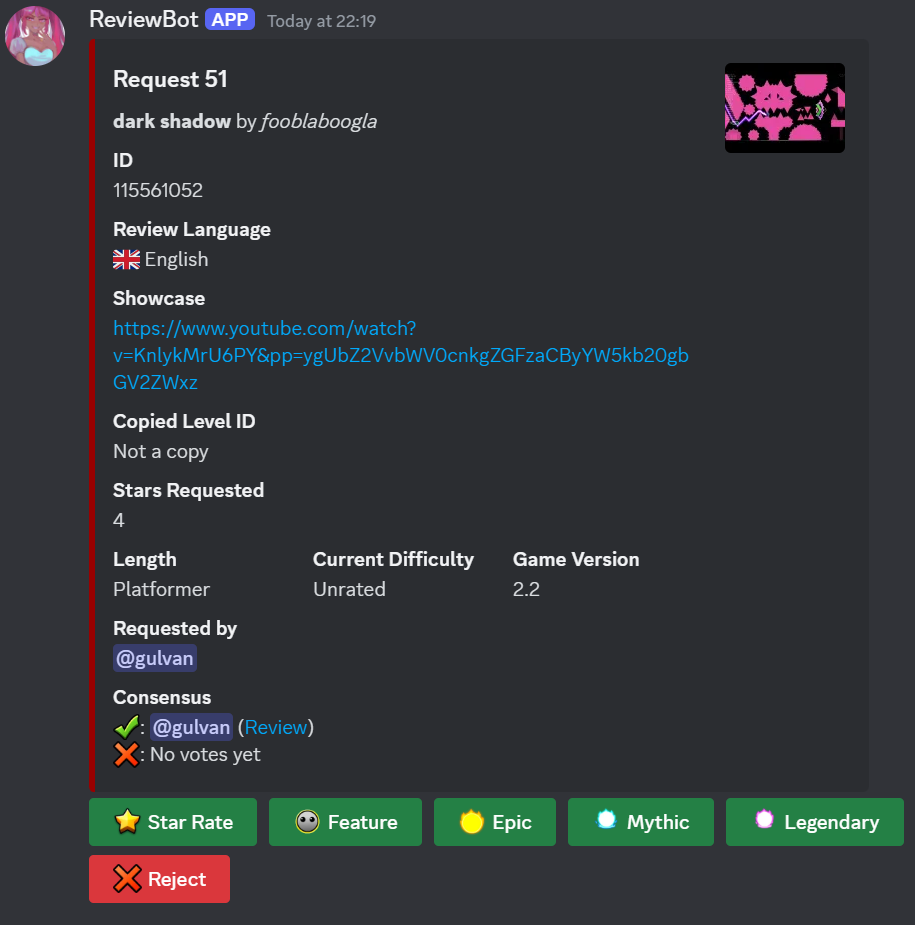 ReviewBot APP Today at 22:19
Request 51
dark shadow by fooblaboogla
ID
115561052
Review Language
English
Showcase
https://www.youtube.com/watch?
v=KnlykMrU6PY&pp=ygUbZ2VvbWV0cnkgZGFzaCByYW5kb20gb
GV2ZWxz
Copied Level ID
Not a copy
Stars Requested
4
Length Current Difficulty Game Version
Platformer Unrated 2.2
Requested by
@gulvan
Consensus
: @gulvan (Review)
: No votes yet
Star Rate Feature Epic Mythic Legendary
Reject